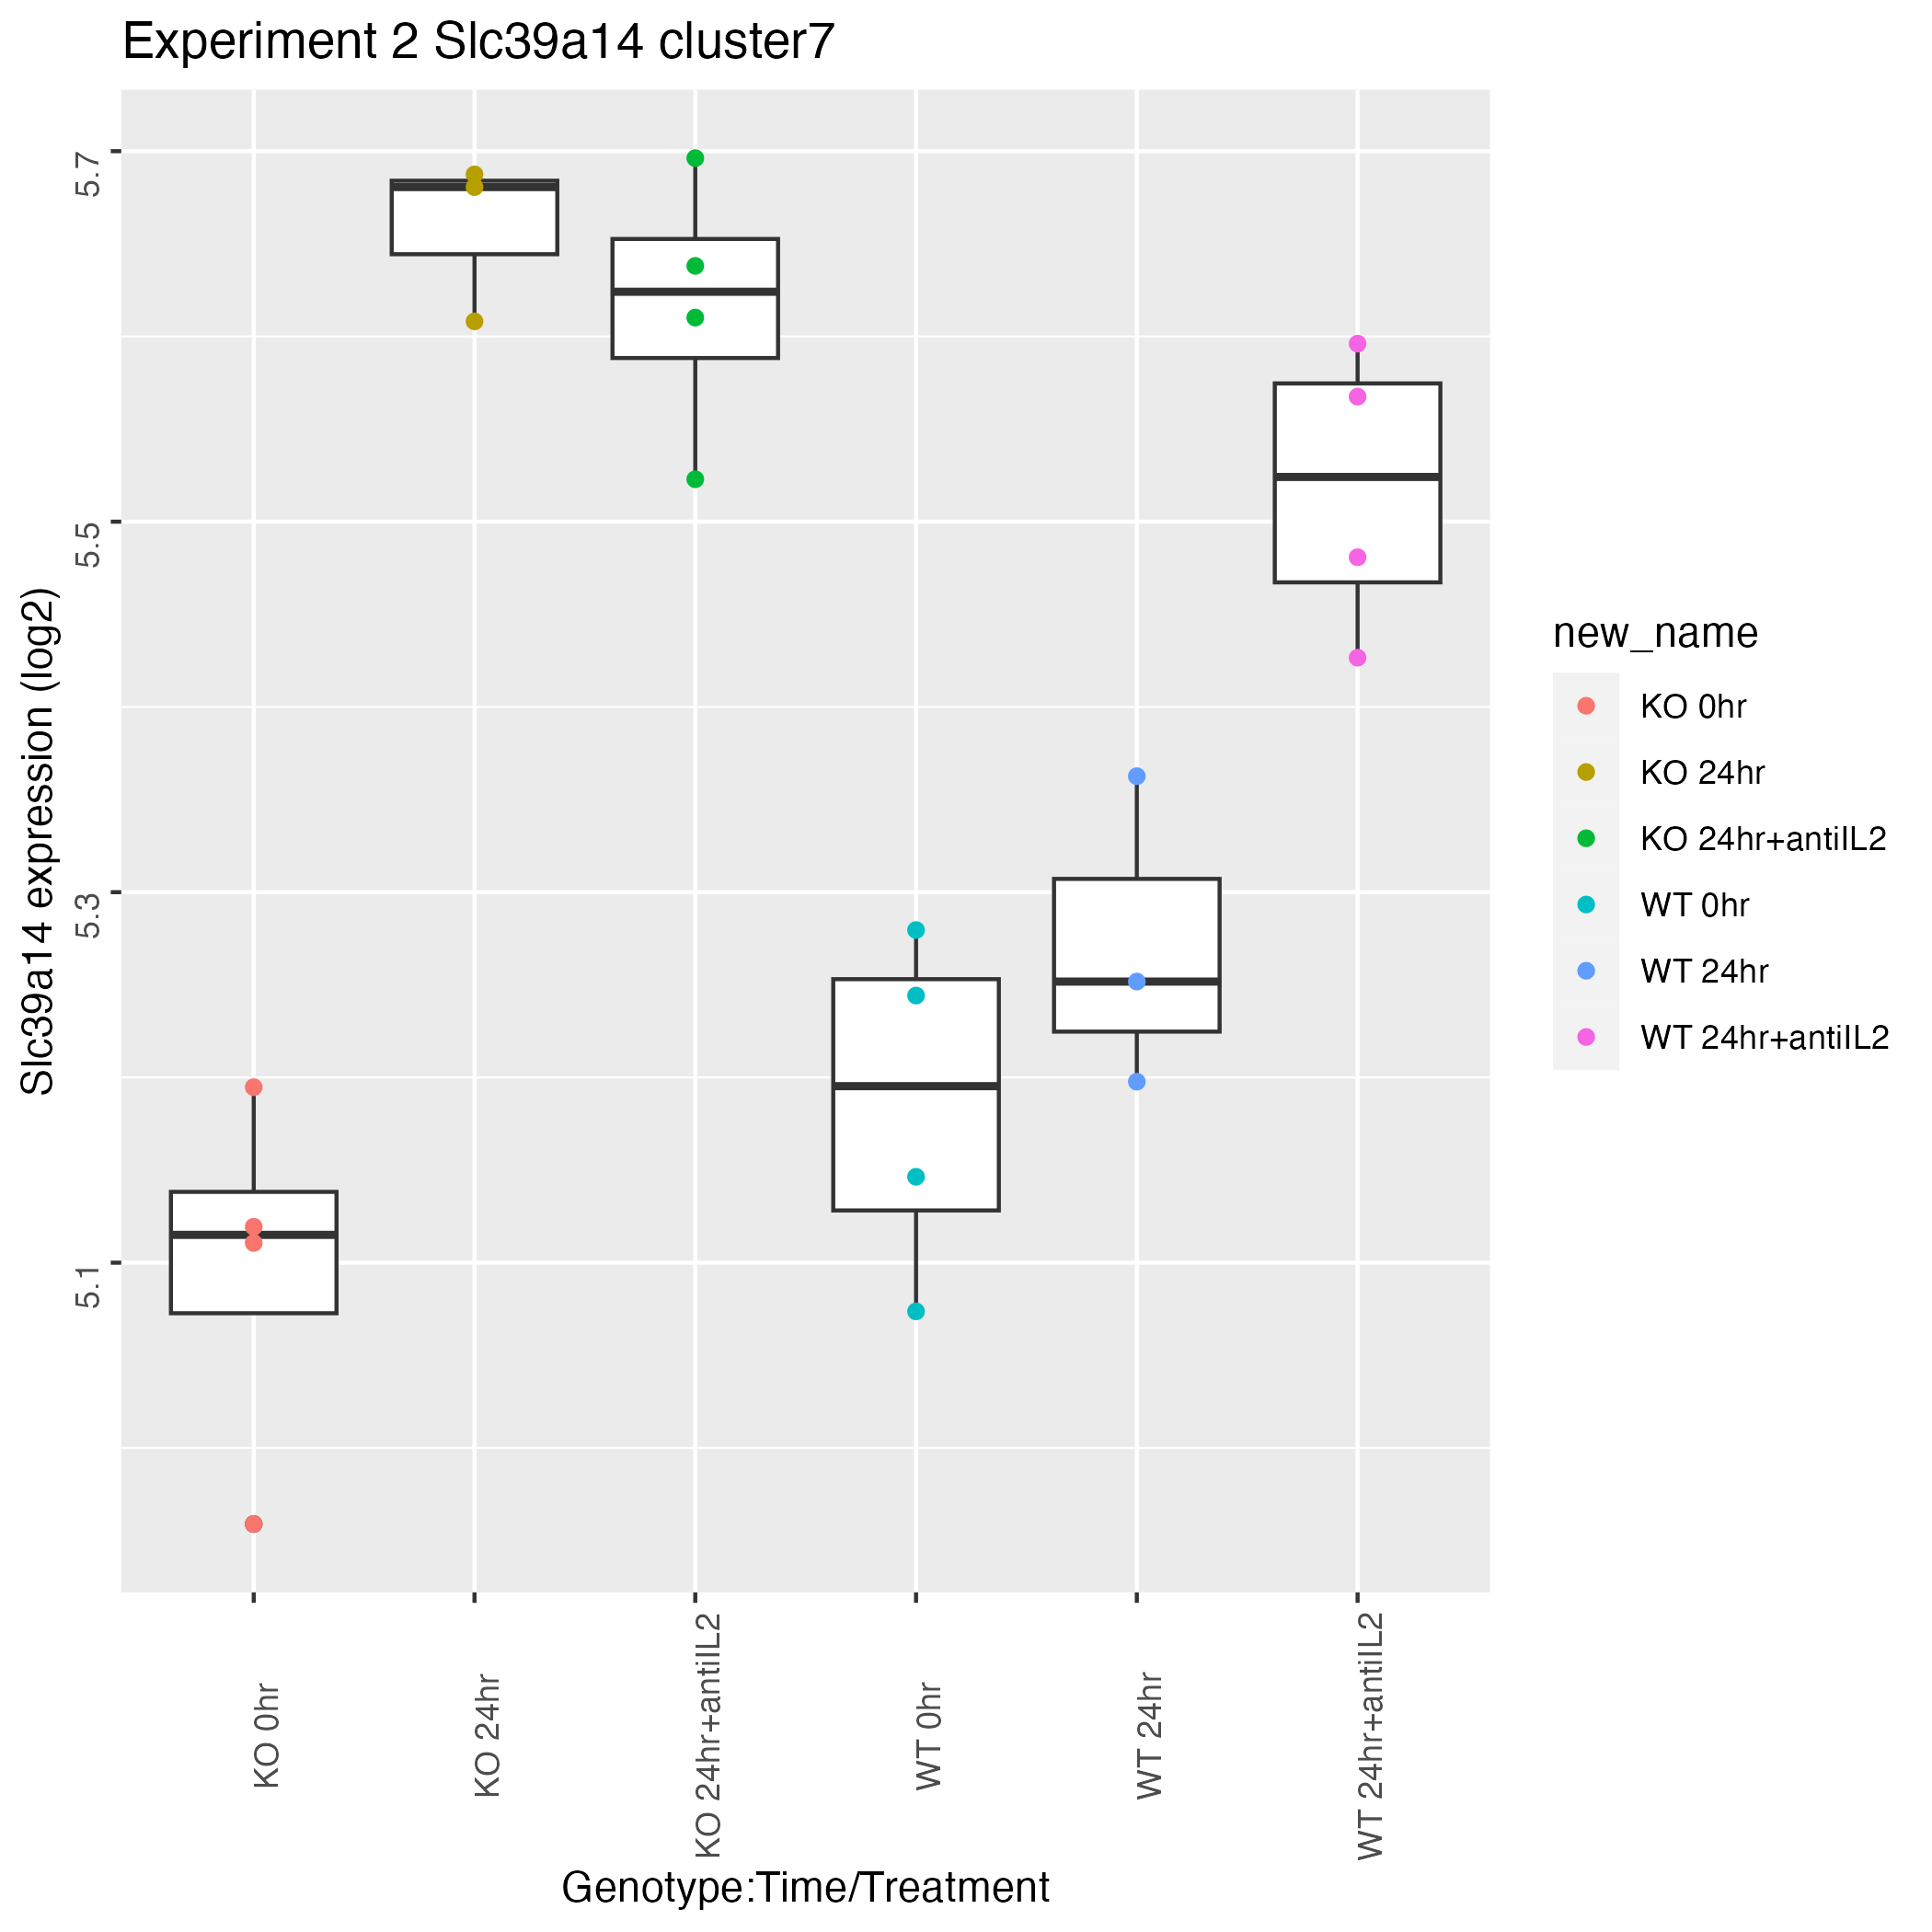 Experiment 2 Slc39a14 cluster7
Slc39a14 expression (log2)
5.7
5.5
5.3
5.1
KO 0hr
KO 24hr
KO 24hr+antiIL2
WT 0hr
WT 24hr
WT 24hr+antiIL2
Genotype:Time/Treatment
new_name
KO 0hr
KO 24hr
KO 24hr+antiIL2
WT 0hr
WT 24hr
WT 24hr+antiIL2